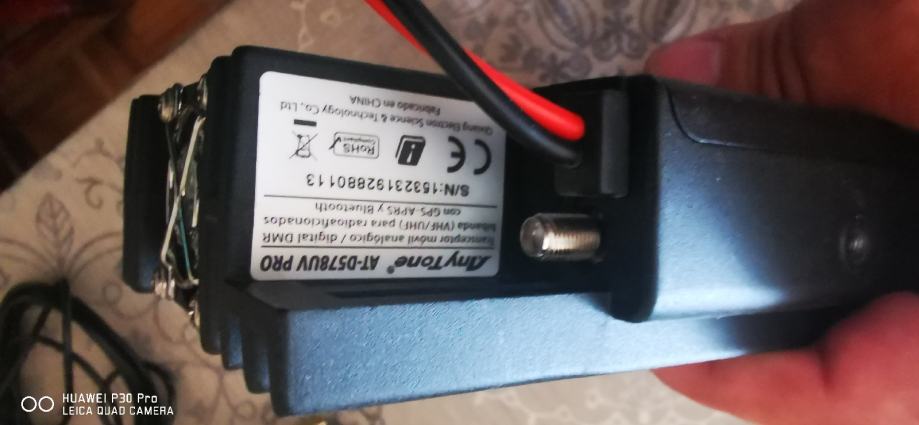 AnyTone® AT-D578UV PRO
Transceptor móvil analógico / digital DMR
bibanda (VHF/UHF) para radioaficionados
con GPS-APRS y Bluetooth
S/N:15323192880113
CE
RoHS
Compliant
Qixiang Electron Science & Technology Co., Ltd
Fabricado en CHINA
HUAWEI P30 Pro
LEICA QUAD CAMERA